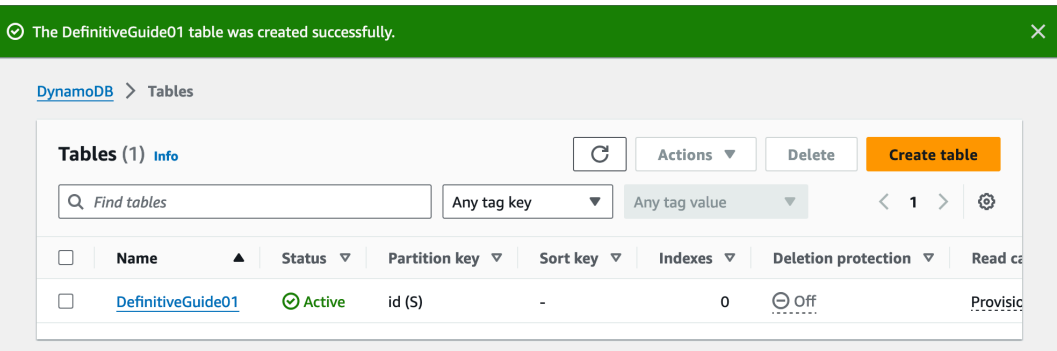 The DefinitiveGuide01 table was created successfully.
DynamoDB > Tables
Tables (1) Info Actions Delete Create table
Find tables Any tag key Any tag value 1
Name Status Partition key Sort key Indexes Deletion protection Read ca
DefinitiveGuide01 Active id (S) - 0 Off Provisio